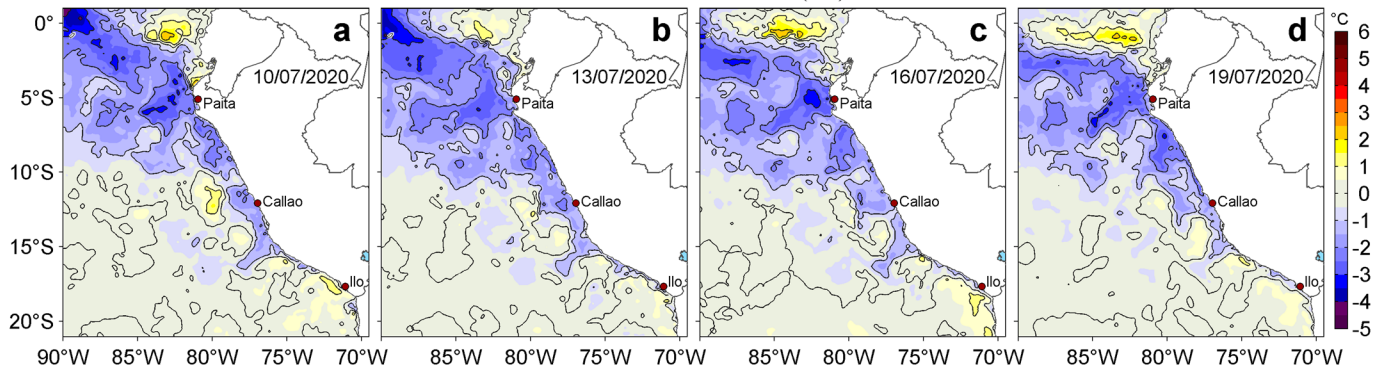 0°
5°S
10°S
15°S
20°S
a
10/07/2020
Paita
Callao
Ilo
90°W
85°W
80°W
75°W
70°W
b
13/07/2020
Paita
Callao
Ilo
85°W
80°W
75°W
70°W
c
16/07/2020
Paita
Callao
Ilo
85°W
80°W
75°W
70°W
d
19/07/2020
Paita
Callao
Ilo
85°W
80°W
75°W
70°W
°C
6
5
4
3
2
1
0
-1
-2
-3
-4
-5